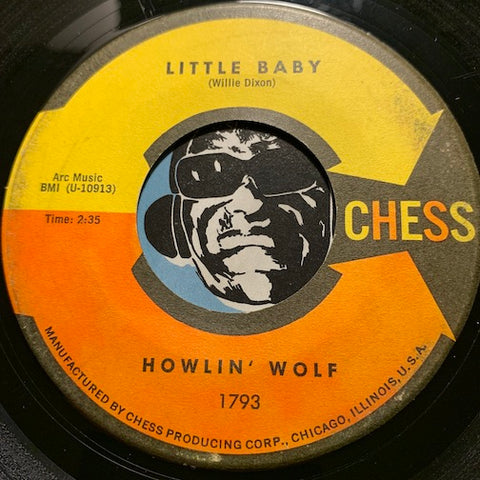 LITTLE BABY
(Willie Dixon)
Arc Music
BMI (U-10913)
Time: 2:35
CHESS
HOWLIN' WOLF
1793
MANUFACTURED BY CHESS PRODUCING CORP., CHICAGO, ILLINOIS, U.S.A.